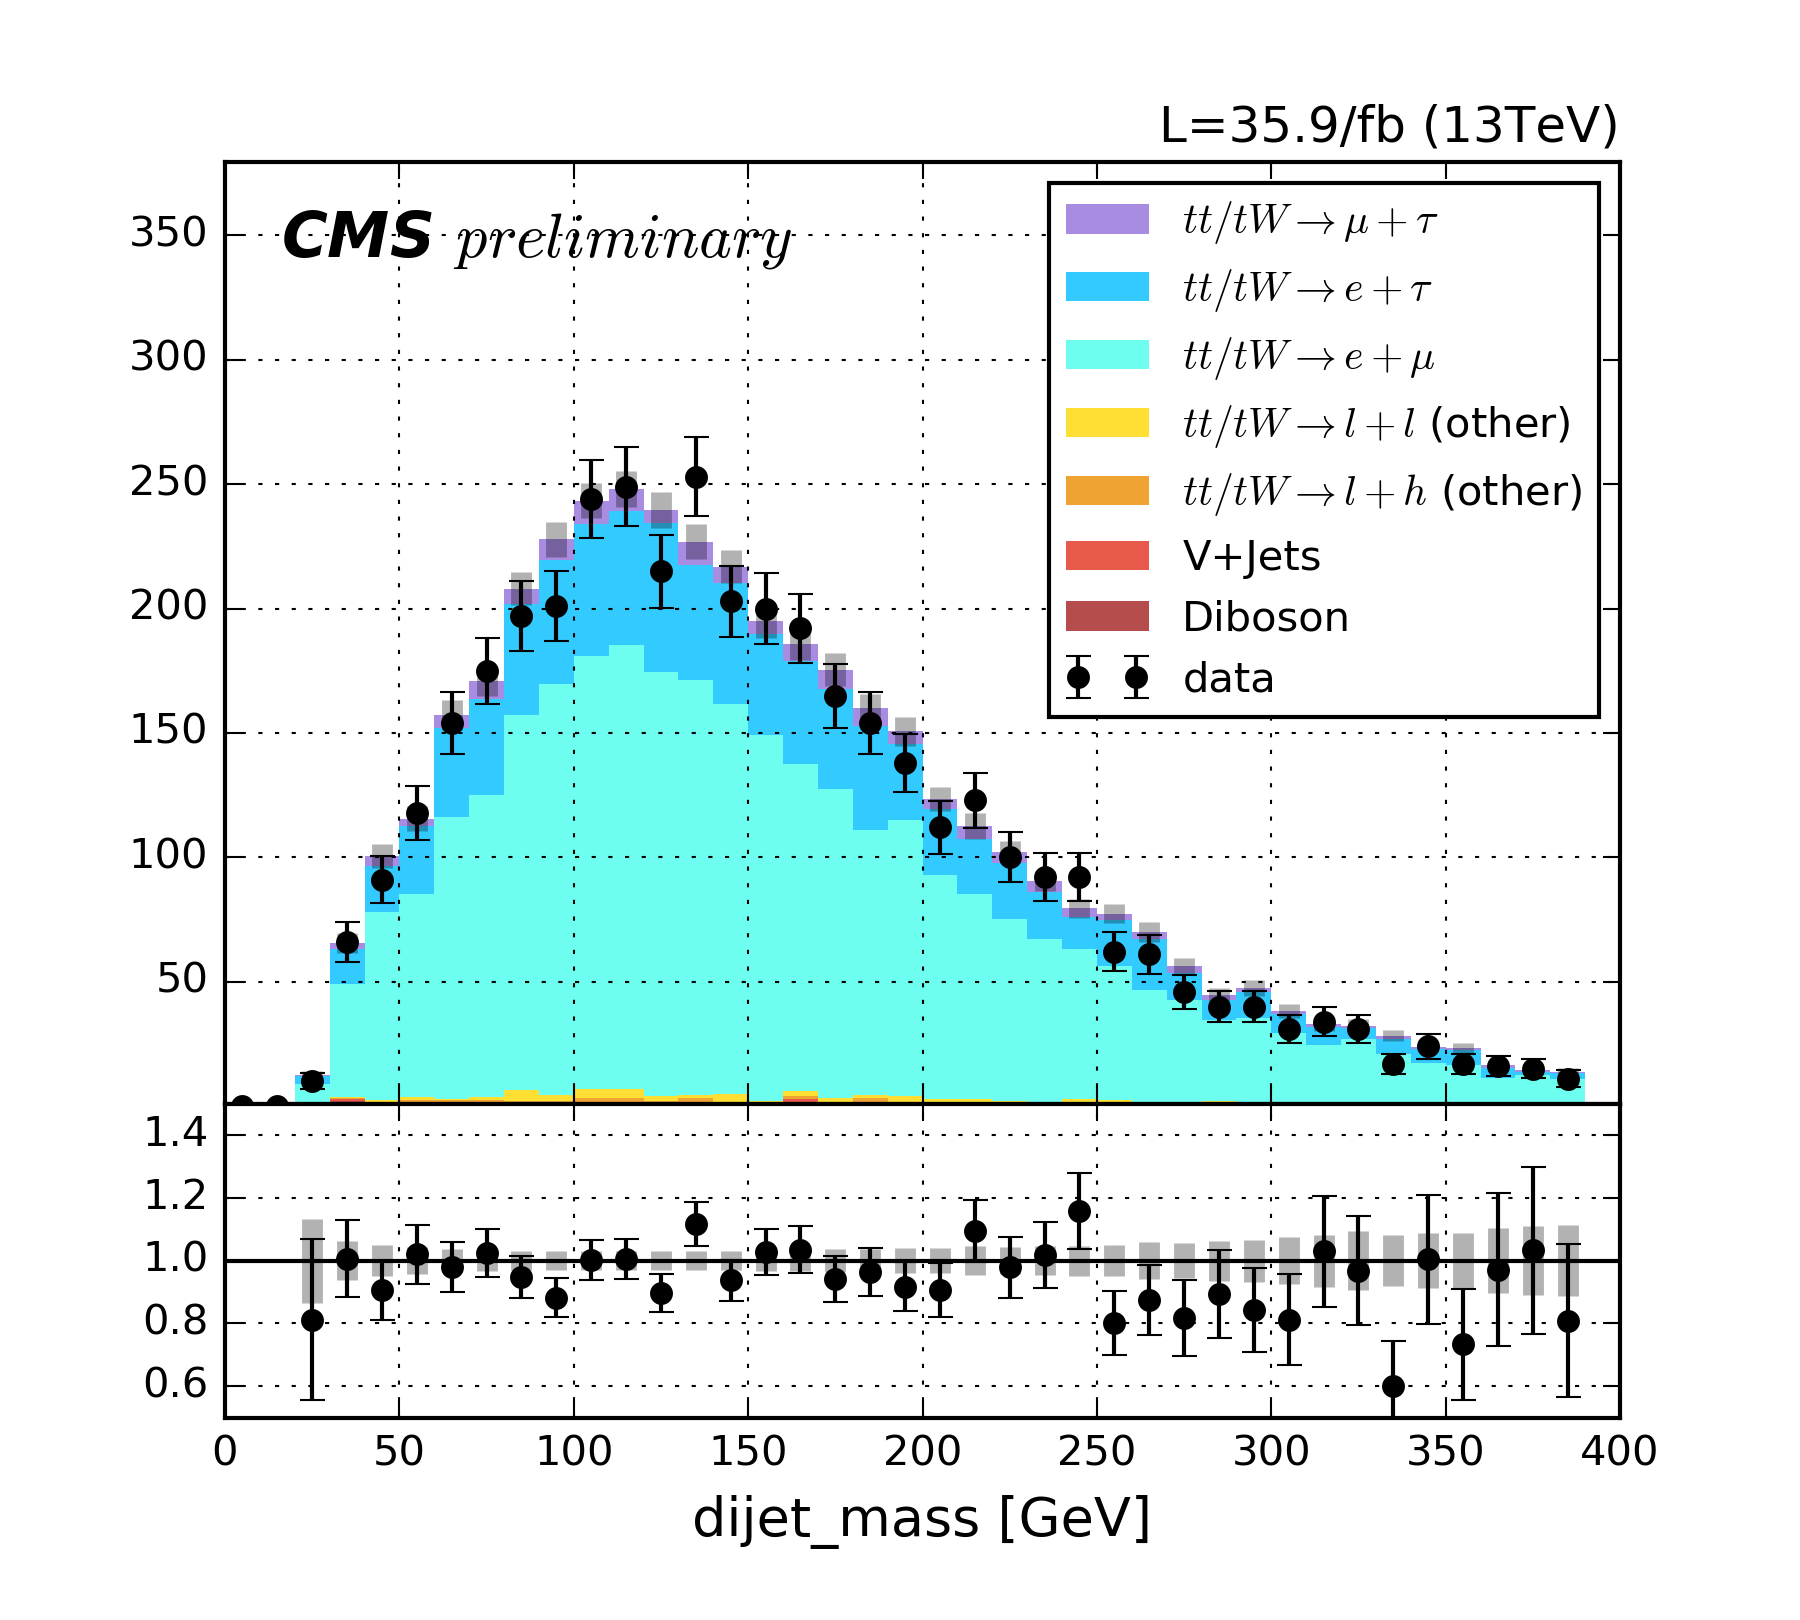 L=35.9/fb (13TeV)
CMS preliminary
tt/tW→μ+τ
tt/tW→e+τ
tt/tW→e+μ
tt/tW→l+l (other)
tt/tW→l+h (other)
V+Jets
Diboson
data
350
300
250
200
150
100
50
1.4
1.2
1.0
0.8
0.6
0 50 100 150 200 250 300 350 400
dijet_mass [GeV]